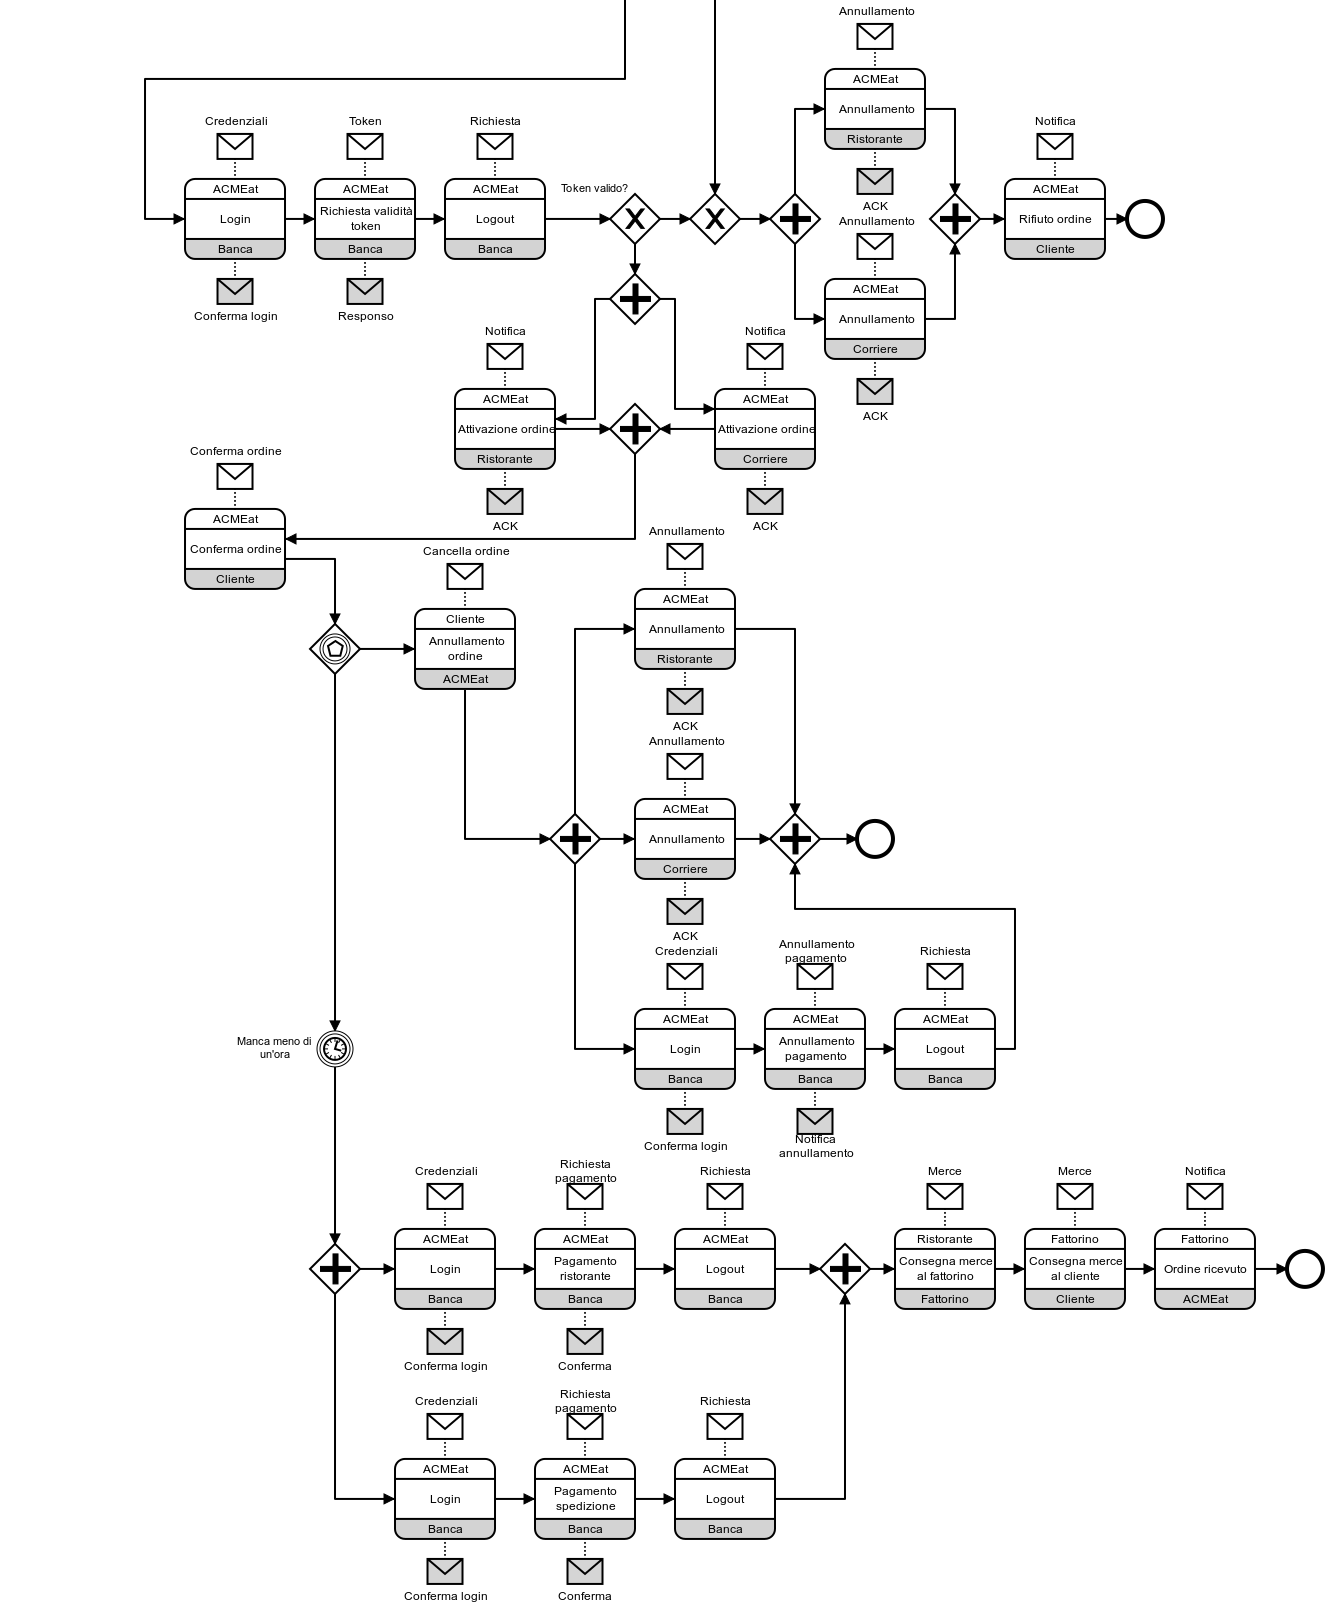 Annullamento
ACMEat
Annullamento
Ristorante
ACK
Credenziali
ACMEat
Login
Banca
Conferma login
Token
ACMEat
Richiesta validità
token
Banca
Responso
Richiesta
ACMEat
Logout
Banca
Token valido?
Annullamento
ACMEat
Annullamento
Corriere
ACK
Notifica
ACMEat
Rifiuto ordine
Cliente
Notifica
ACMEat
Attivazione ordine
Ristorante
ACK
Notifica
ACMEat
Attivazione ordine
Corriere
ACK
Conferma ordine
ACMEat
Conferma ordine
Cliente
Cancella ordine
Cliente
Annullamento
ordine
ACMEat
Annullamento
ACMEat
Annullamento
Ristorante
ACK
Annullamento
ACMEat
Annullamento
Corriere
ACK
Credenziali
ACMEat
Login
Banca
Conferma login
Annullamento
pagamento
ACMEat
Annullamento
pagamento
Banca
Notifica
annullamento
Richiesta
ACMEat
Logout
Banca
Manca meno di
un'ora
Credenziali
ACMEat
Login
Banca
Conferma login
Richiesta
pagamento
ACMEat
Pagamento
ristorante
Banca
Conferma
Richiesta
ACMEat
Logout
Banca
Merce
Ristorante
Consegna merce
al fattorino
Fattorino
Merce
Fattorino
Consegna merce
al cliente
Cliente
Notifica
Fattorino
Ordine ricevuto
ACMEat
Credenziali
ACMEat
Login
Banca
Conferma login
Richiesta
pagamento
ACMEat
Pagamento
spedizione
Banca
Conferma
Richiesta
ACMEat
Logout
Banca